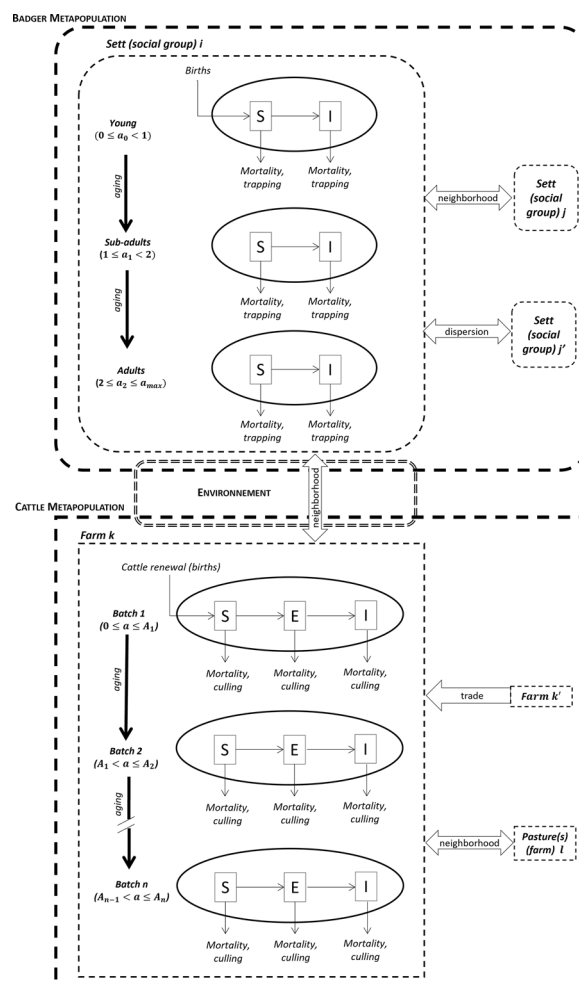 BADGER METAPOPULATION
Sett (social group) i
Births
Young
(0 ≤ a₀ < 1)
S
I
Mortality,
trapping
Mortality,
trapping
aging
neighborhood
Sett
(social
group) j
Sub-adults
(1 ≤ a₁ < 2)
S
I
Mortality,
trapping
Mortality,
trapping
aging
dispersion
Sett
(social
group) j’
Adults
(2 ≤ a₂ ≤ aₘₐₓ)
S
I
Mortality,
trapping
Mortality,
trapping
ENVIRONNEMENT
neighborhood
CATTLE METAPOPULATION
Farm k
Cattle renewal (births)
Batch 1
(0 ≤ a ≤ A₁)
S
E
I
Mortality,
culling
Mortality,
culling
Mortality,
culling
aging
trade
Farm k'
Batch 2
(A₁ < a ≤ A₂)
S
E
I
Mortality,
culling
Mortality,
culling
Mortality,
culling
aging
neighborhood
Pasture(s)
(farm) l
Batch n
(Aₙ₋₁ < a ≤ Aₙ)
S
E
I
Mortality,
culling
Mortality,
culling
Mortality,
culling